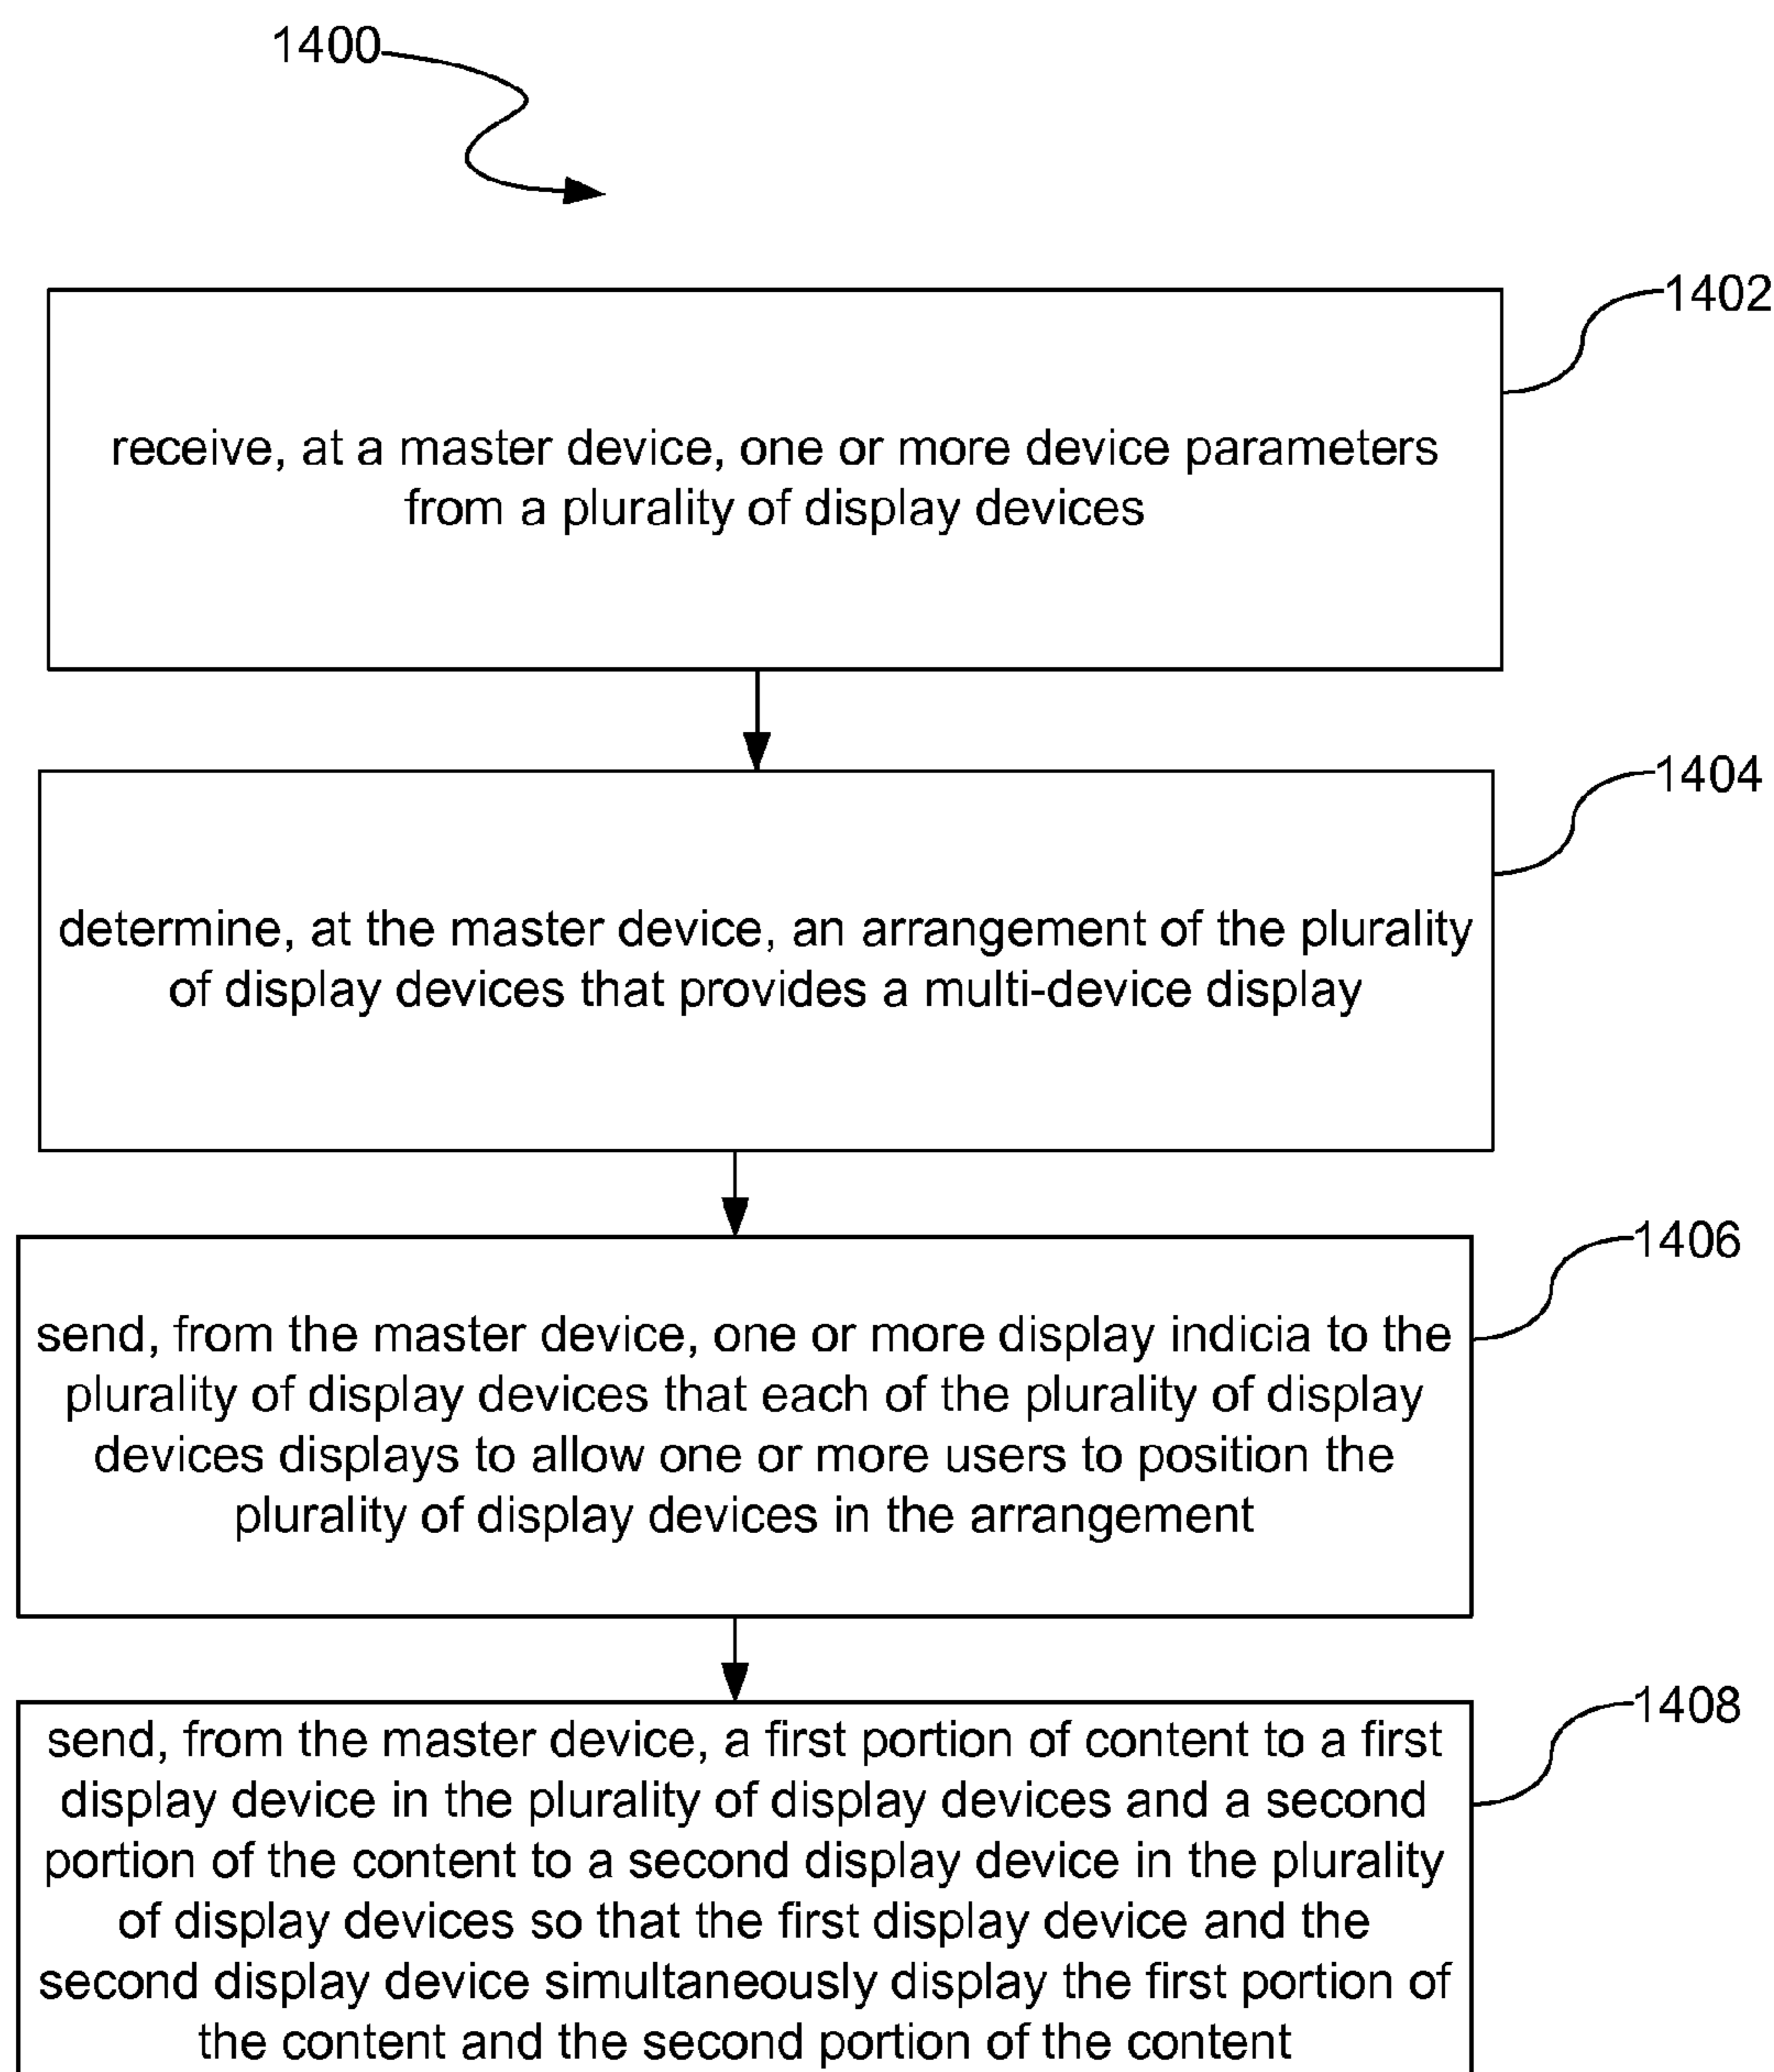 1400
1402
receive, at a master device, one or more device parameters
from a plurality of display devices
1404
determine, at the master device, an arrangement of the plurality
of display devices that provides a multi-device display
1406
send, from the master device, one or more display indicia to the
plurality of display devices that each of the plurality of display
devices displays to allow one or more users to position the
plurality of display devices in the arrangement
1408
send, from the master device, a first portion of content to a first
display device in the plurality of display devices and a second
portion of the content to a second display device in the plurality
of display devices so that the first display device and the
second display device simultaneously display the first portion of
the content and the second portion of the content